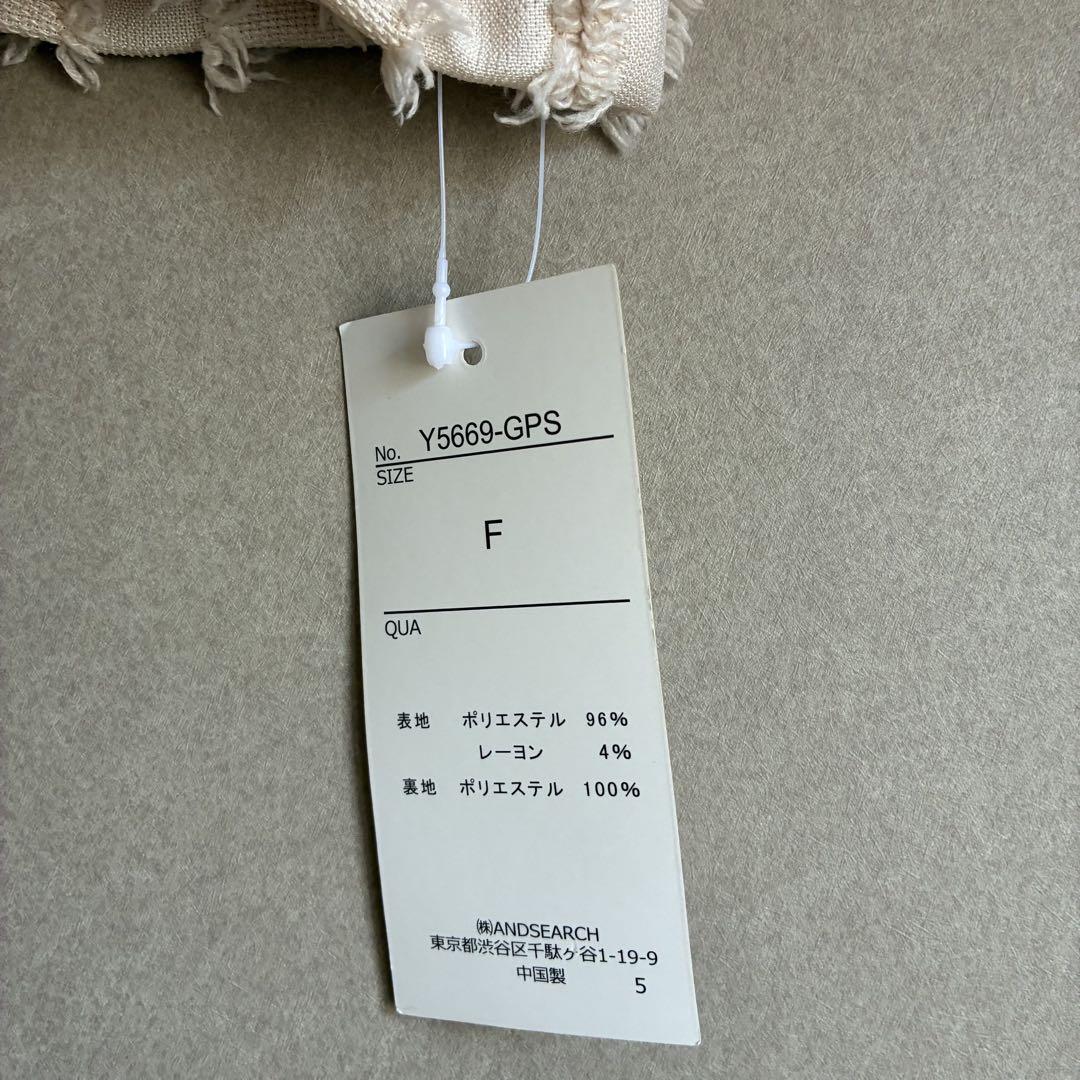 No. Y5669-GPS
SIZE
F
QUA
表地 ポリエステル 96%
レーヨン 4%
裏地 ポリエステル 100%
㈱ANDSEARCH
東京都渋谷区千駄ヶ谷1-19-9
中国製 5